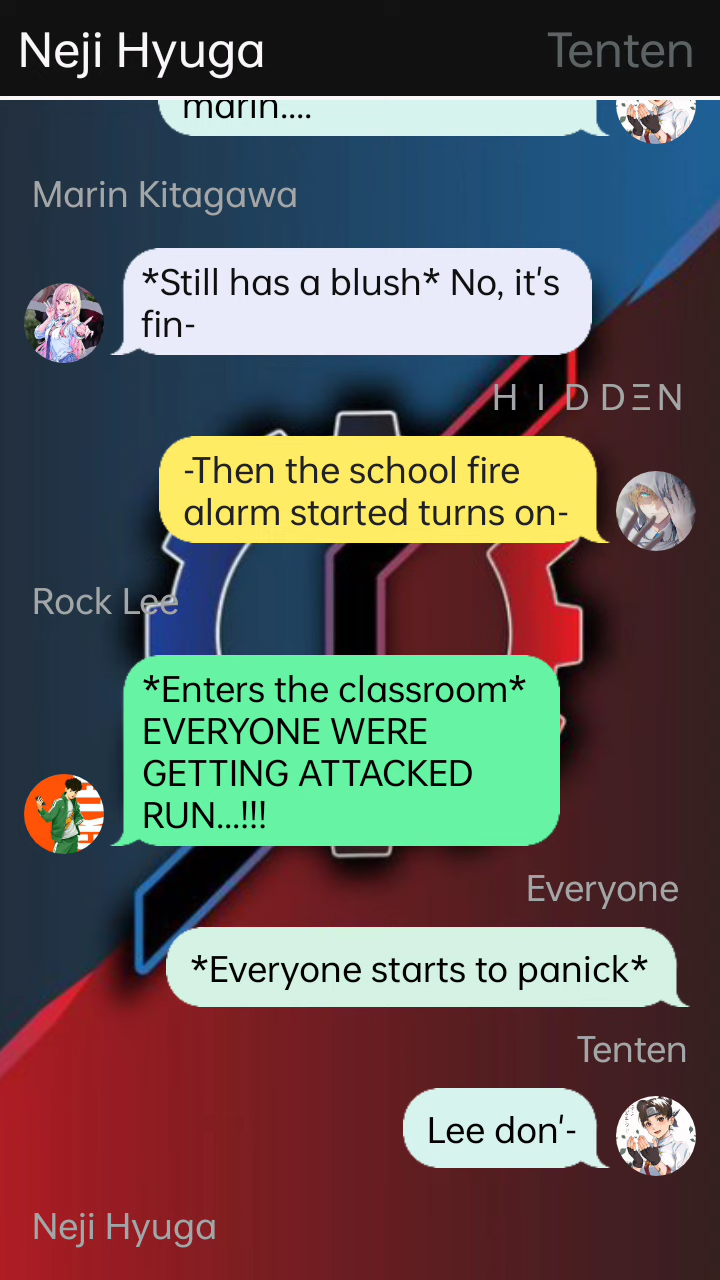 Neji Hyuga Tenten
marin....
Marin Kitagawa
*Still has a blush* No, it's
fin-
H I D DΞN
-Then the school fire
alarm started turns on-
Rock Lee
*Enters the classroom*
EVERYONE WERE
GETTING ATTACKED
RUN...!!!
Everyone
*Everyone starts to panick*
Tenten
Lee don'-
Neji Hyuga